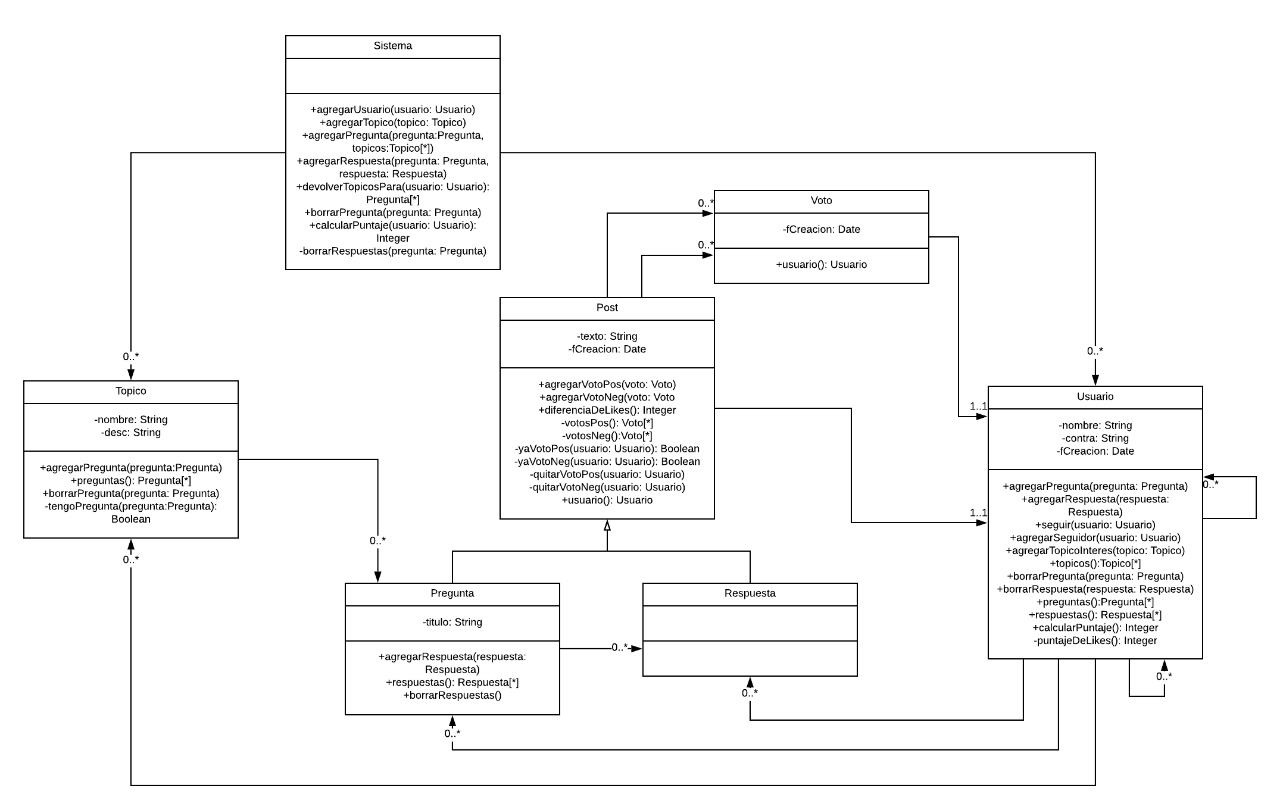 Sistema
+agregarUsuario(usuario: Usuario)
+agregarTopico(topico: Topico)
+agregarPregunta(pregunta:Pregunta,
topicos:Topico[*])
+agregarRespuesta(pregunta: Pregunta,
respuesta: Respuesta)
+devolverTopicosPara(usuario: Usuario):
Pregunta[*]
+borrarPregunta(pregunta: Pregunta)
+calcularPuntaje(usuario: Usuario):
Integer
-borrarRespuestas(pregunta: Pregunta)
0..*
Voto
-fCreacion: Date
+usuario(): Usuario
0..*
0..*
Post
-texto: String
-fCreacion: Date
+agregarVotoPos(voto: Voto)
+agregarVotoNeg(voto: Voto
+diferenciaDeLikes(): Integer
-votosPos(): Voto[*]
-votosNeg():Voto[*]
-yaVotoPos(usuario: Usuario): Boolean
-yaVotoNeg(usuario: Usuario): Boolean
-quitarVotoPos(usuario: Usuario)
-quitarVotoNeg(usuario: Usuario)
+usuario(): Usuario
0..*
1..1
1..1
Topico
-nombre: String
-desc: String
+agregarPregunta(pregunta:Pregunta)
+preguntas(): Pregunta[*]
+borrarPregunta(pregunta: Pregunta)
-tengoPregunta(pregunta:Pregunta):
Boolean
0..*
0..*
Usuario
-nombre: String
-contra: String
-fCreacion: Date
+agregarPregunta(pregunta: Pregunta)
+agregarRespuesta(respuesta:
Respuesta)
+seguir(usuario: Usuario)
+agregarSeguidor(usuario: Usuario)
+agregarTopicoInteres(topico: Topico)
+topicos():Topico[*]
+borrarPregunta(pregunta: Pregunta)
+borrarRespuesta(respuesta: Respuesta)
+preguntas():Pregunta[*]
+respuestas(): Respuesta[*]
+calcularPuntaje(): Integer
-puntajeDeLikes(): Integer
0..*
0..*
Pregunta
-titulo: String
+agregarRespuesta(respuesta:
Respuesta)
+respuestas(): Respuesta[*]
+borrarRespuestas()
0..*
Respuesta
0..*
0..*